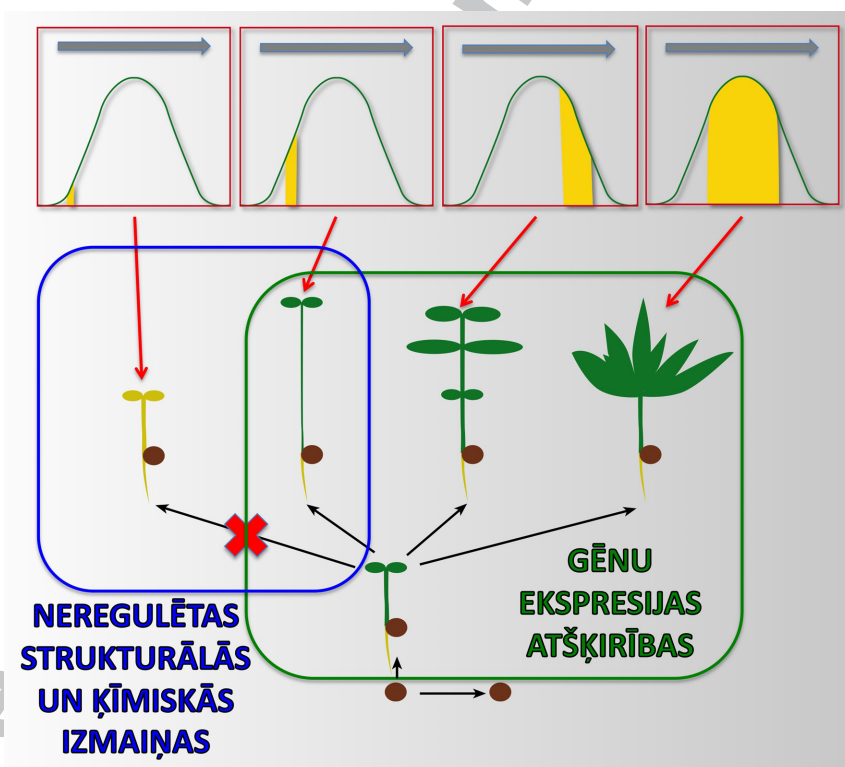 NEREGULĒTAS
STRUKTURĀLĀS
UN ĶĪMISKĀS
IZMAIŅAS
GĒNU
EKSPRESIJAS
ATŠĶIRĪBAS